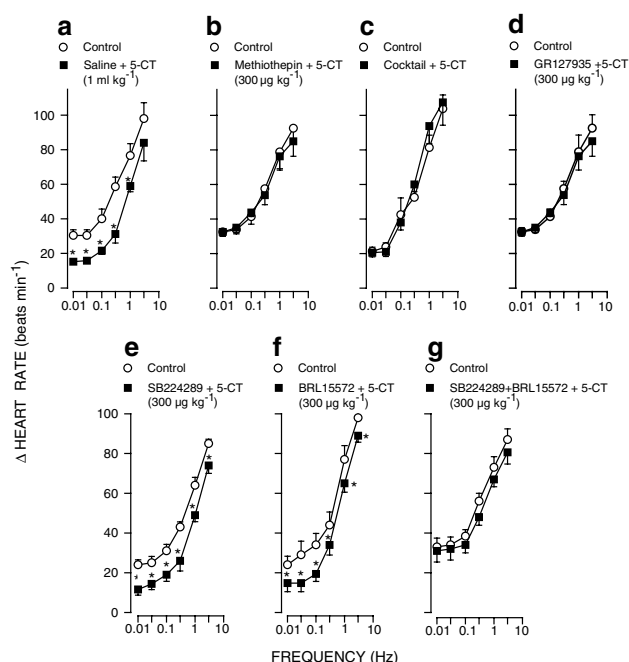 a
Control
Saline + 5-CT
(1 ml kg⁻¹)
b
Control
Methiothepin + 5-CT
(300 µg kg⁻¹)
c
Control
Cocktail + 5-CT
d
Control
GR127935 +5-CT
(300 µg kg⁻¹)
100
80
60
40
20
0
0.01 0.1 1 10
0.01 0.1 1 10
0.01 0.1 1 10
0.01 0.1 1 10
Δ HEART RATE (beats min⁻¹)
e
Control
SB224289 + 5-CT
(300 µg kg⁻¹)
f
Control
BRL15572 + 5-CT
(300 µg kg⁻¹)
g
Control
SB224289+BRL15572 + 5-CT
(300 µg kg⁻¹)
100
80
60
40
20
0
0.01 0.1 1 10
0.01 0.1 1 10
0.01 0.1 1 10
FREQUENCY (Hz)